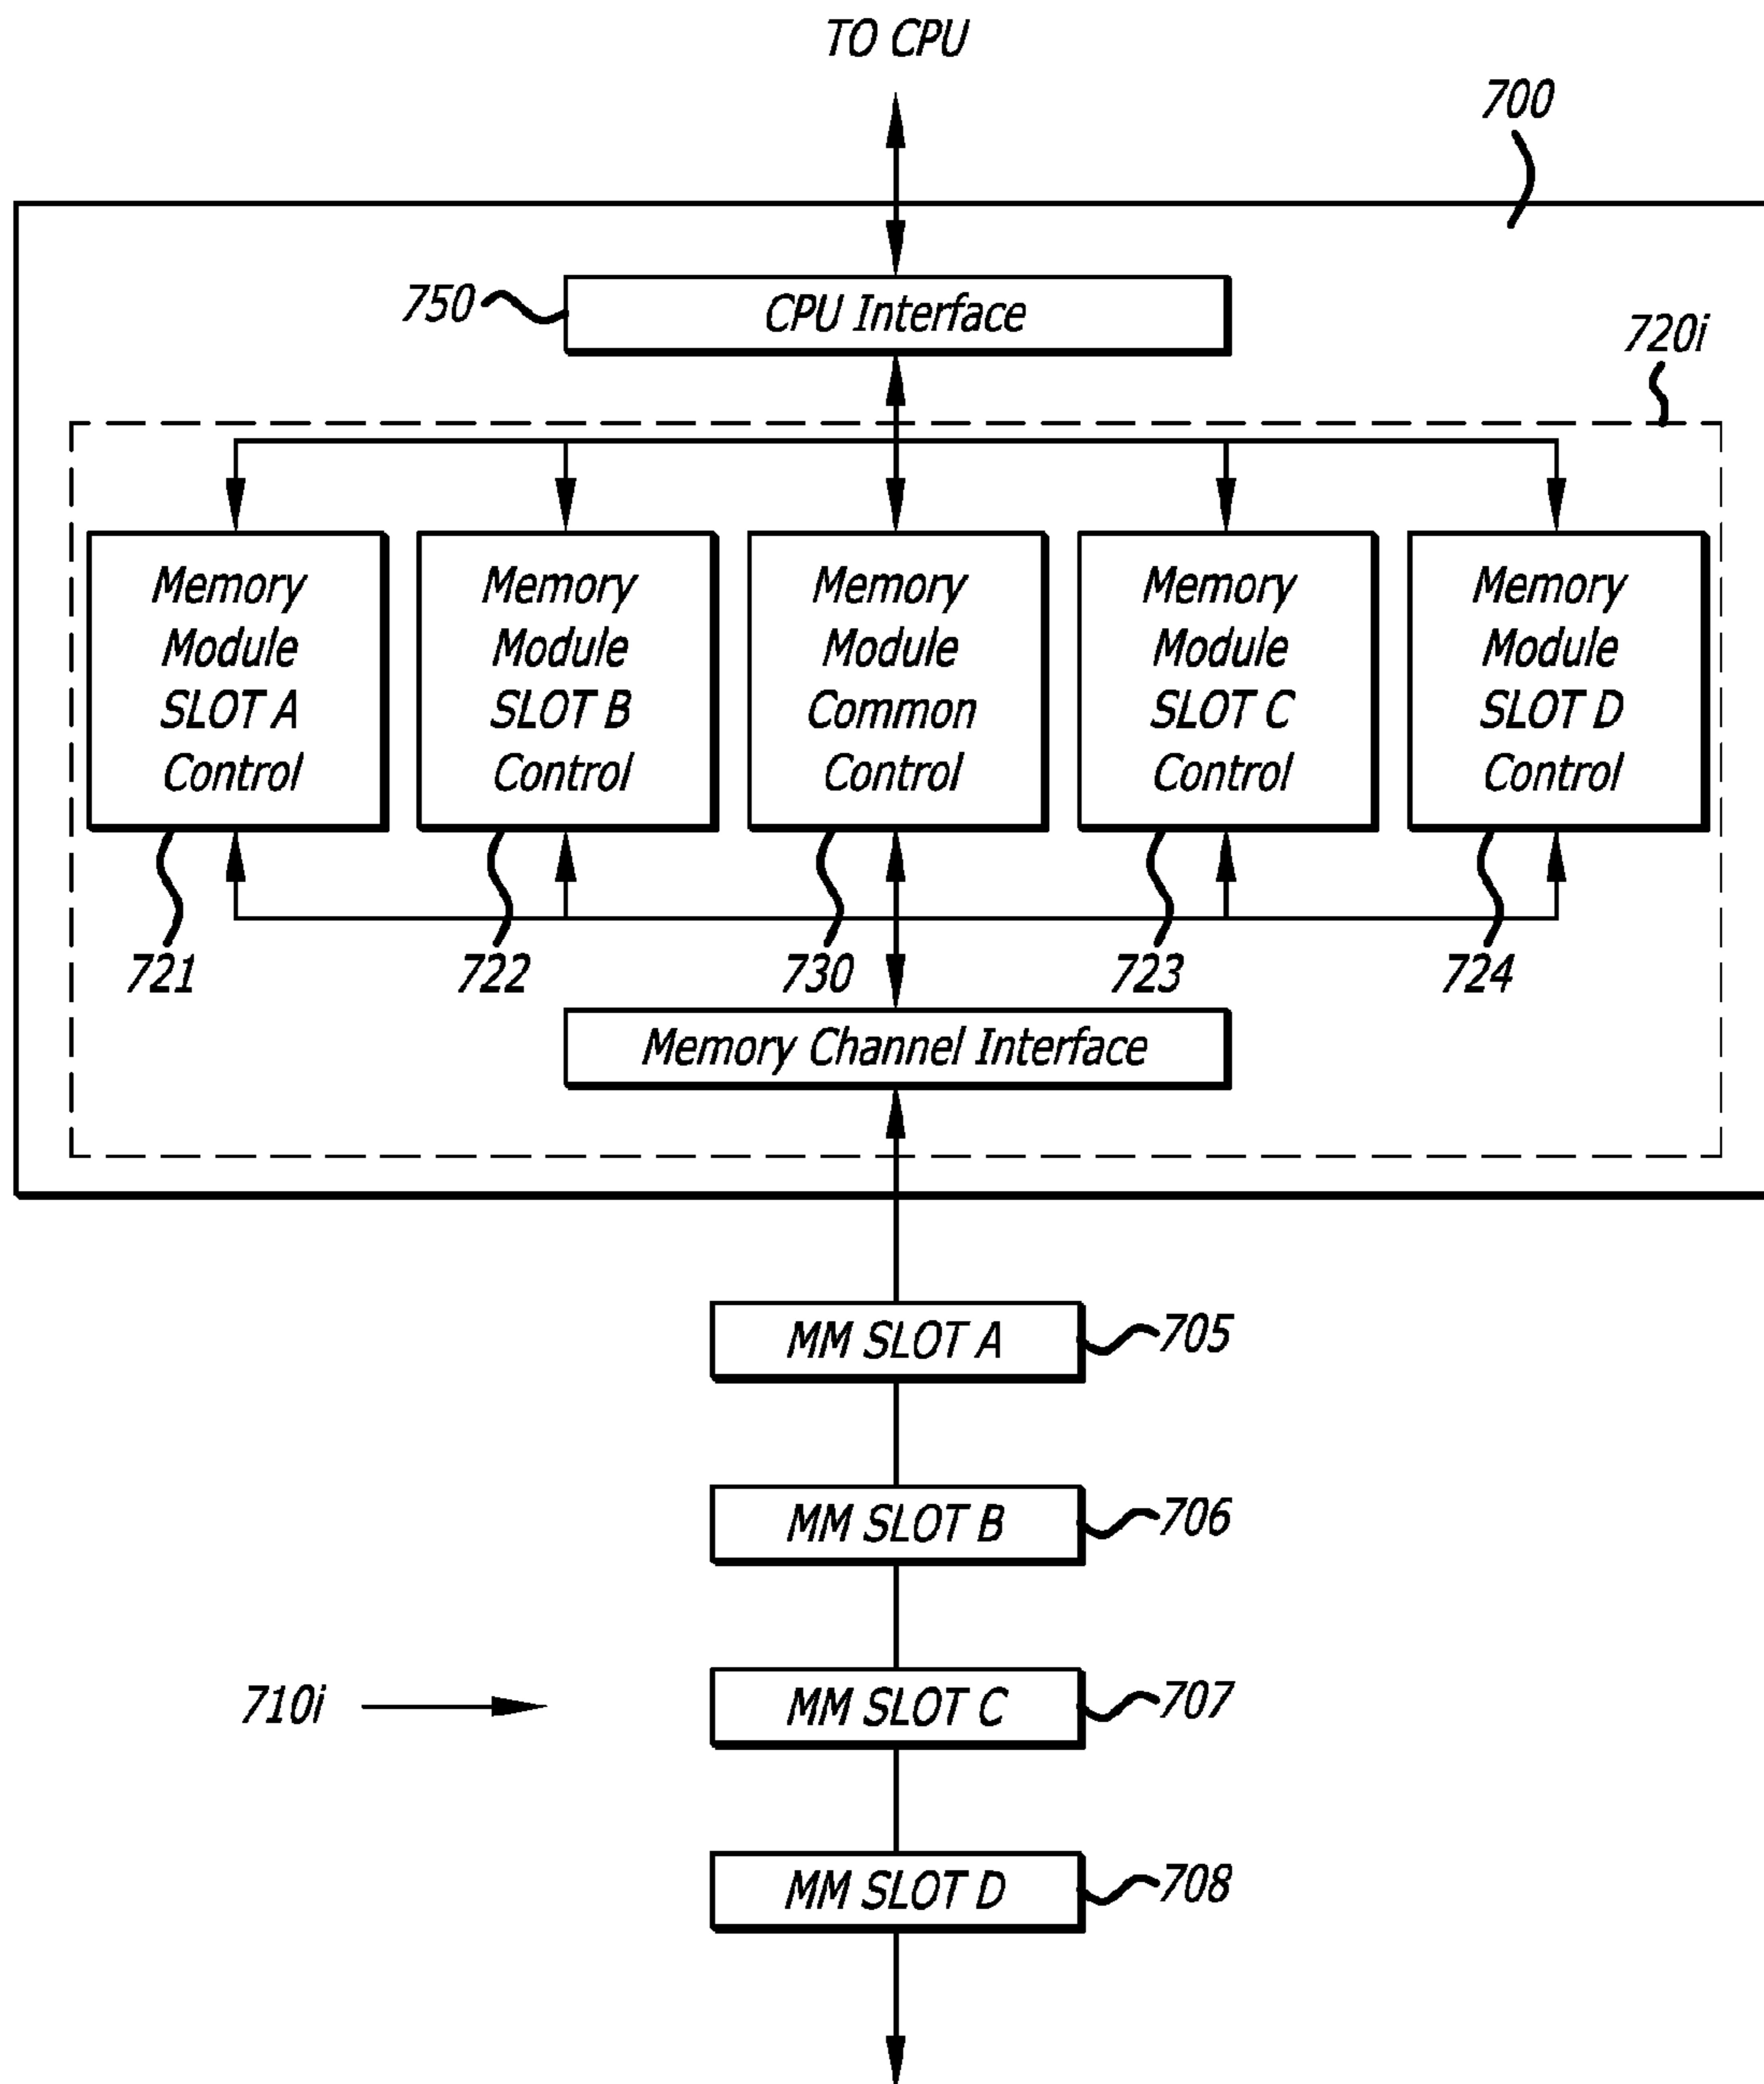 TO CPU
700
750
CPU Interface
720i
Memory
Module
SLOT A
Control
Memory
Module
SLOT B
Control
Memory
Module
Common
Control
Memory
Module
SLOT C
Control
Memory
Module
SLOT D
Control
721
722
730
723
724
Memory Channel Interface
MM SLOT A
705
MM SLOT B
706
710i
MM SLOT C
707
MM SLOT D
708